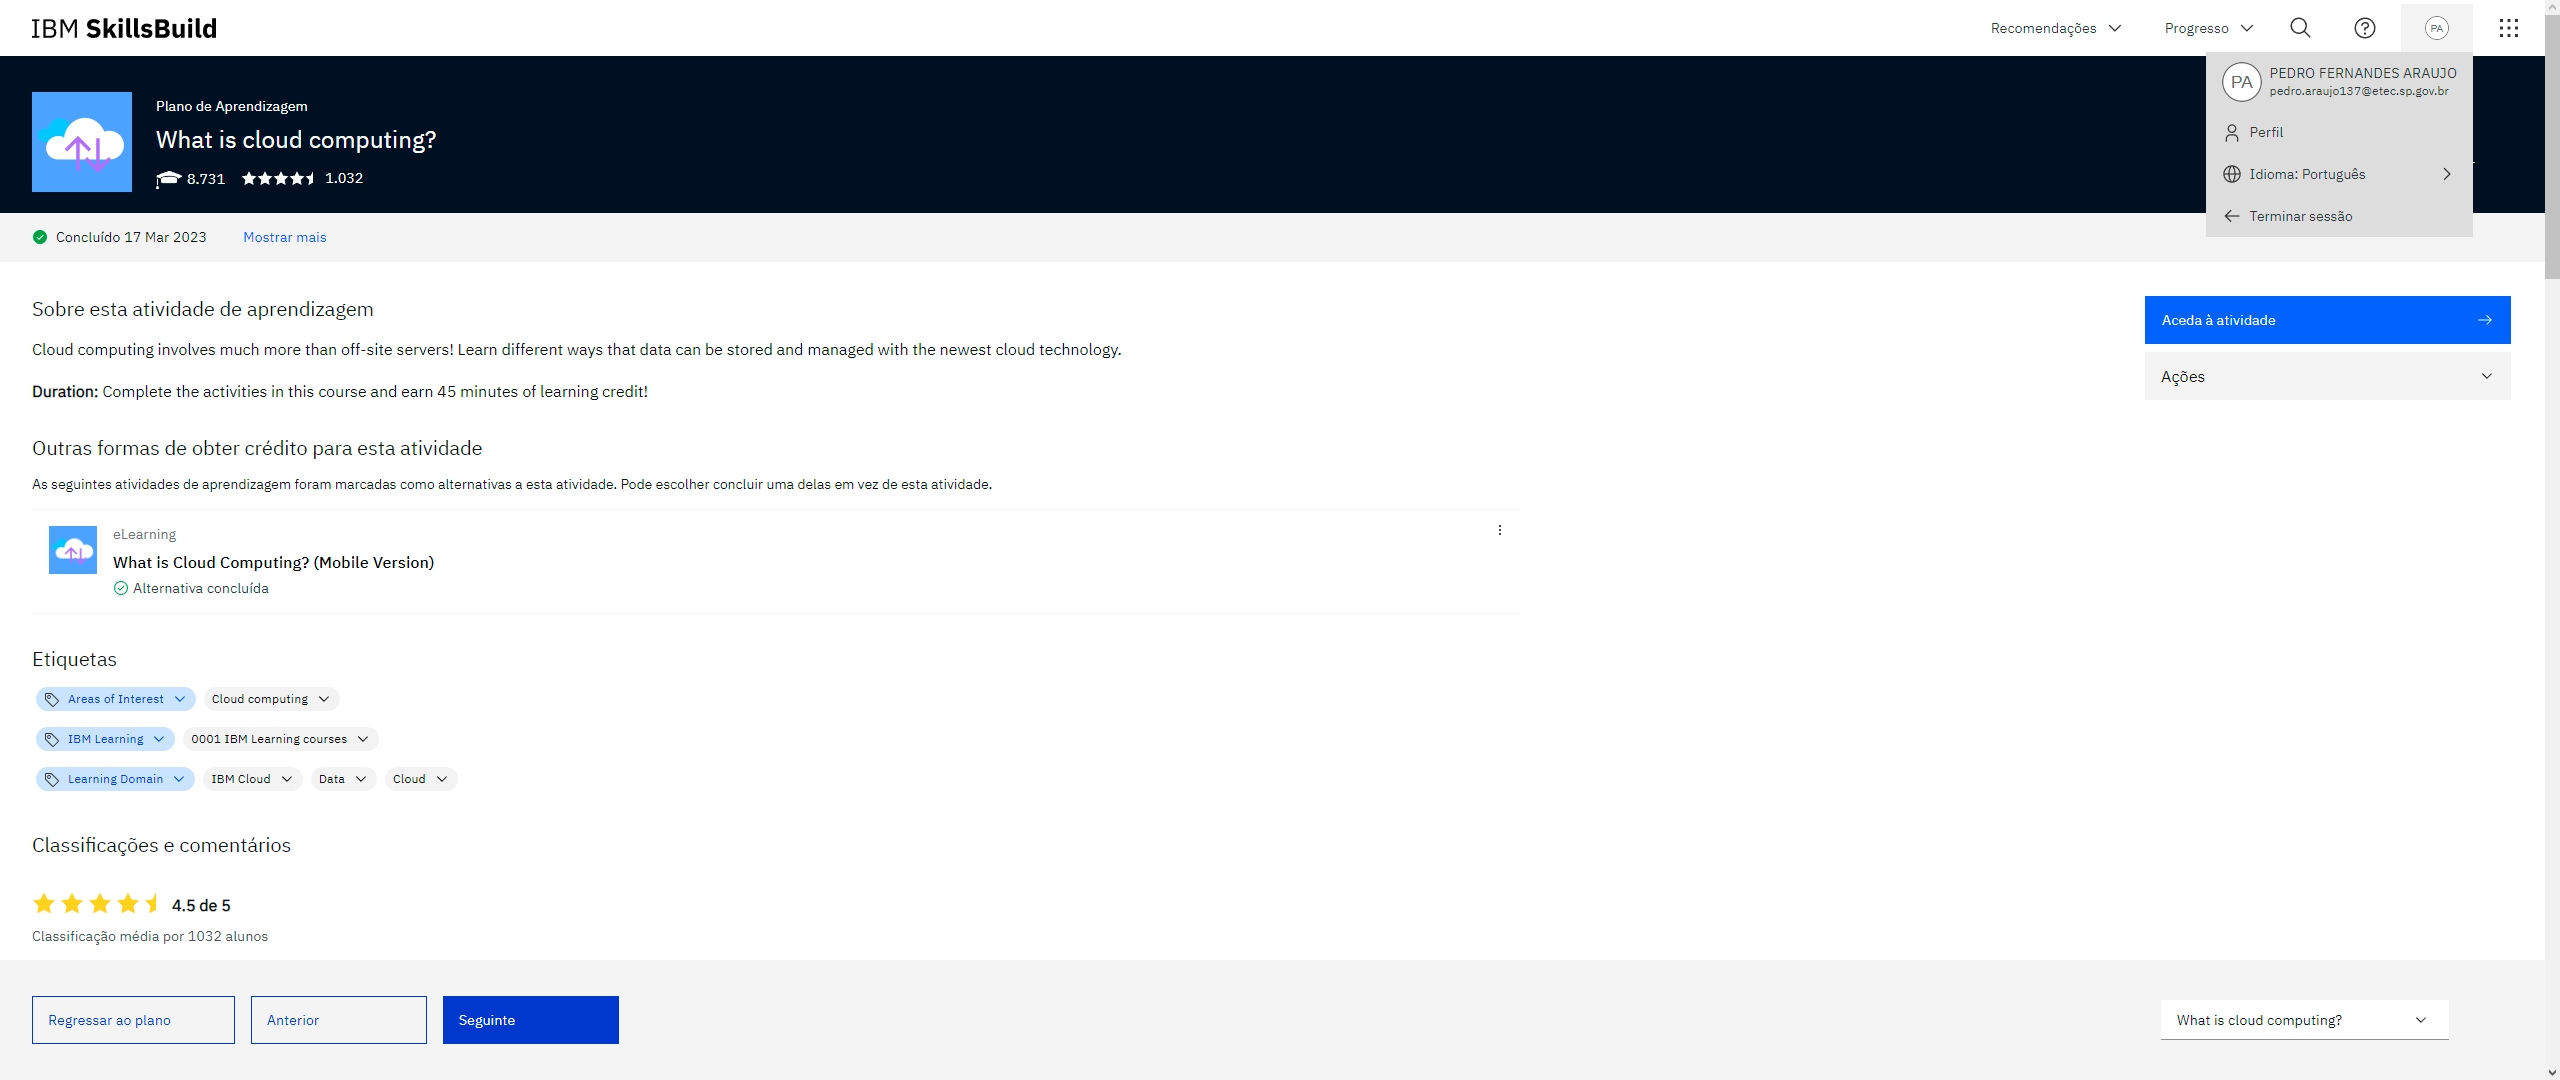 IBM SkillsBuild
Recomendações
Progresso
PA
PA
PEDRO FERNANDES ARAUJO
pedro.araujo137@etec.sp.gov.br
Perfil
Idioma: Português
Terminar sessão
Plano de Aprendizagem
What is cloud computing?
8.731
1.032
Concluído 17 Mar 2023
Mostrar mais
Sobre esta atividade de aprendizagem
Cloud computing involves much more than off-site servers! Learn different ways that data can be stored and managed with the newest cloud technology.
Duration: Complete the activities in this course and earn 45 minutes of learning credit!
Aceda à atividade
Ações
Outras formas de obter crédito para esta atividade
As seguintes atividades de aprendizagem foram marcadas como alternativas a esta atividade. Pode escolher concluir uma delas em vez de esta atividade.
eLearning
What is Cloud Computing? (Mobile Version)
Alternativa concluída
Etiquetas
Areas of Interest
Cloud computing
IBM Learning
0001 IBM Learning courses
Learning Domain
IBM Cloud
Data
Cloud
Classificações e comentários
4.5 de 5
Classificação média por 1032 alunos
Regressar ao plano
Anterior
Seguinte
What is cloud computing?